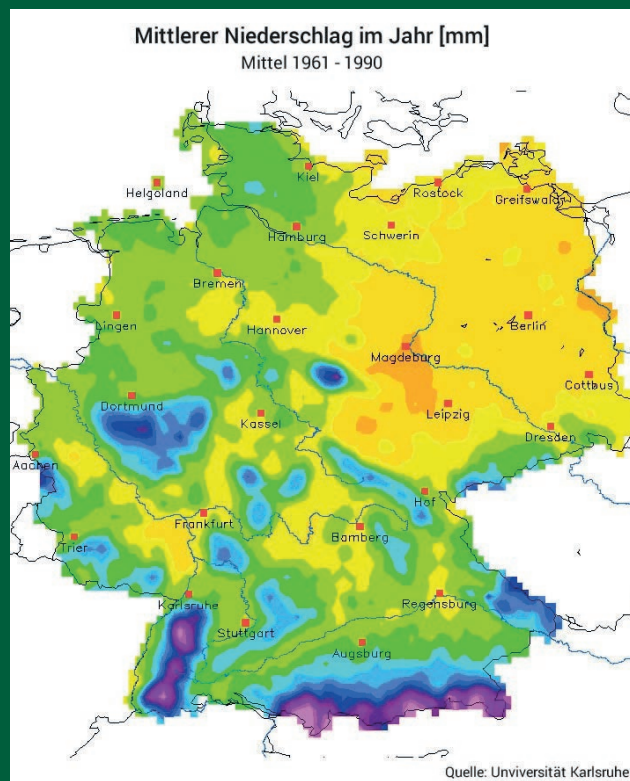 Mittlerer Niederschlag im Jahr [mm]
Mittel 1961 - 1990
Kiel
Helgoland
Rostock
Greifswald
Hamburg
Schwerin
Bremen
Lingen
Hannover
Berlin
Magdeburg
Cottbus
Dortmund
Kassel
Leipzig
Dresden
Aachen
Hof
Frankfurt
Bamberg
Trier
Karlsruhe
Regensburg
Stuttgart
Augsburg
Quelle: Unviversität Karlsruhe